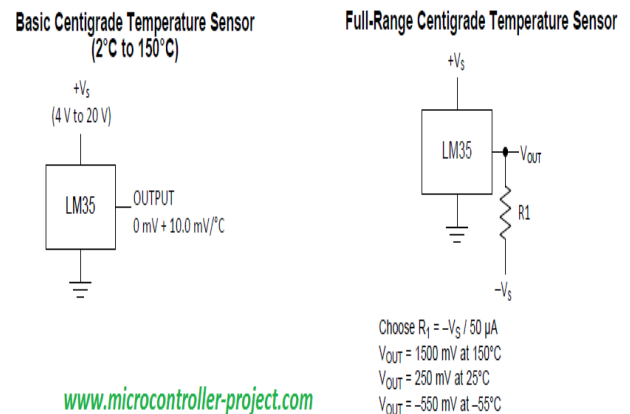 Basic Centigrade Temperature Sensor
(2°C to 150°C)
+VS
(4 V to 20 V)
LM35
OUTPUT
0 mV + 10.0 mV/°C
Full-Range Centigrade Temperature Sensor
+VS
LM35
VOUT
R1
–VS
Choose R1 = –VS / 50 µA
VOUT = 1500 mV at 150°C
VOUT = 250 mV at 25°C
VOUT = –550 mV at –55°C
www.microcontroller-project.com